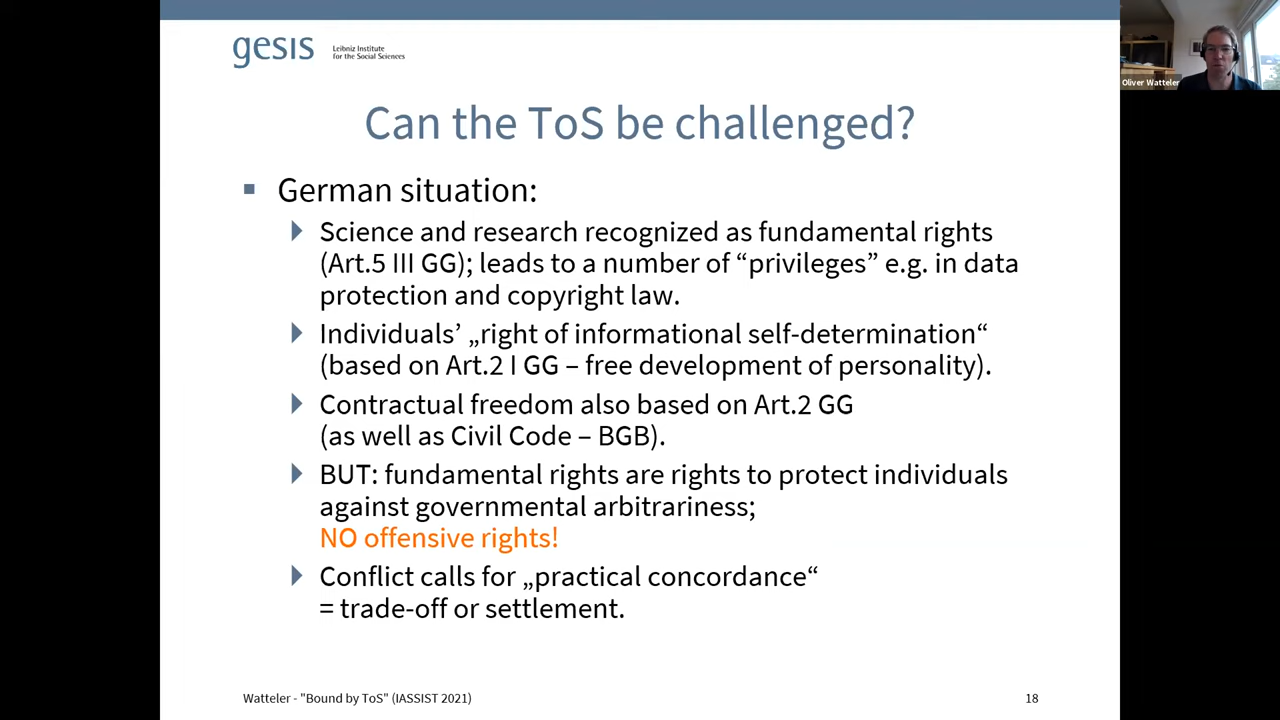 gesis
Leibniz Institute
for the Social Sciences
Oliver Watteler
Can the ToS be challenged?
German situation:
Science and research recognized as fundamental rights
(Art.5 III GG); leads to a number of “privileges” e.g. in data
protection and copyright law.
Individuals’ „right of informational self-determination“
(based on Art.2 I GG – free development of personality).
Contractual freedom also based on Art.2 GG
(as well as Civil Code – BGB).
BUT: fundamental rights are rights to protect individuals
against governmental arbitrariness;
NO offensive rights!
Conflict calls for „practical concordance“
= trade-off or settlement.
Watteler - "Bound by ToS" (IASSIST 2021)
18